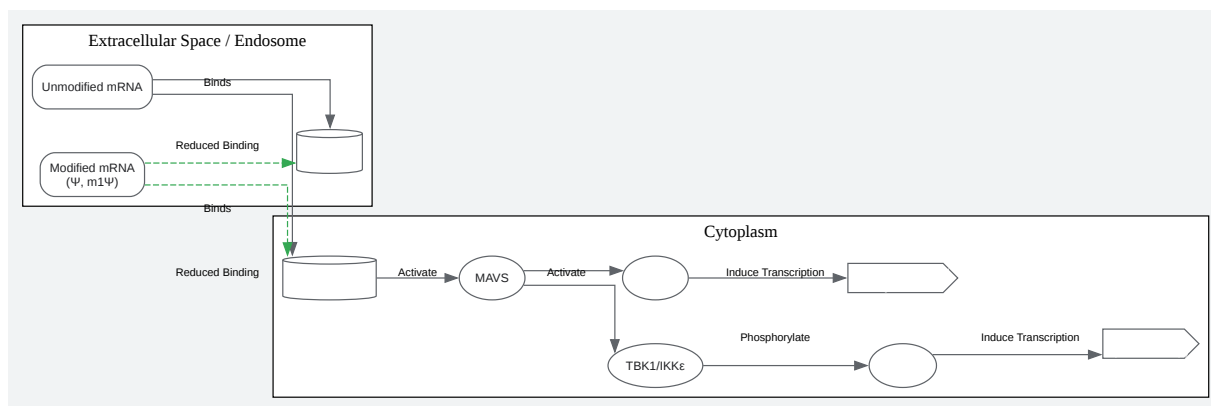 Extracellular Space / Endosome
Unmodified mRNA
Binds
Reduced Binding
Modified mRNA
(Ψ, m1Ψ)
Binds
Cytoplasm
Reduced Binding
Activate
MAVS
Activate
Induce Transcription
Phosphorylate
Induce Transcription
TBK1/IKKε